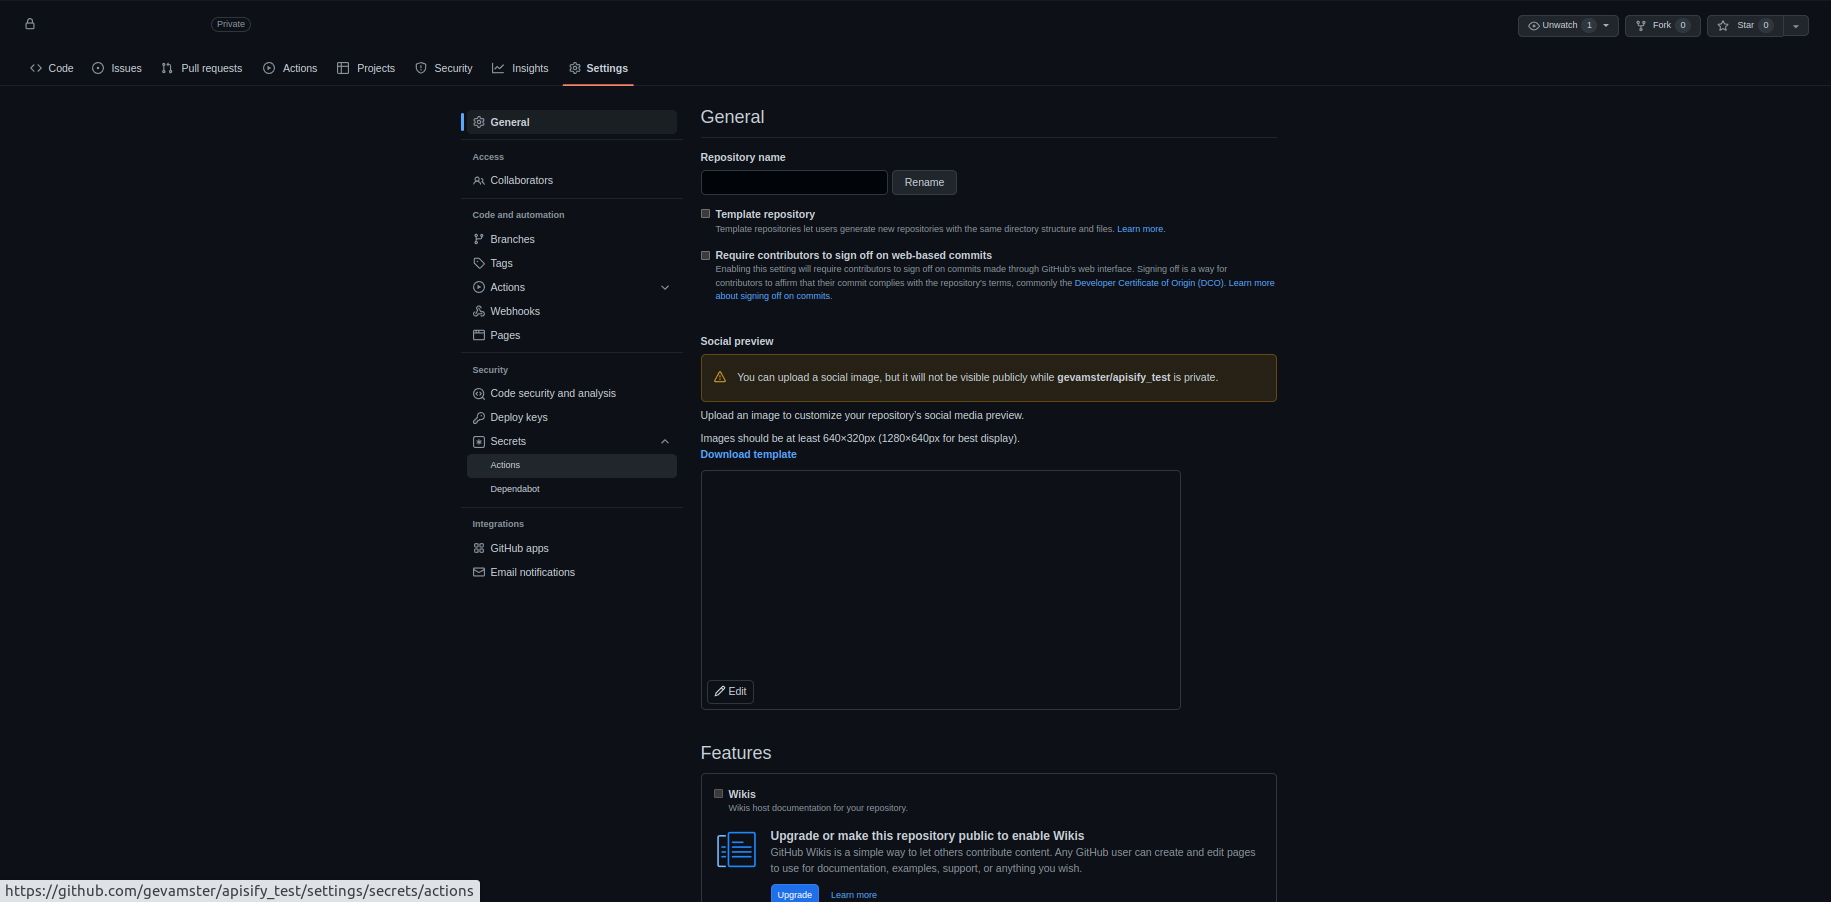 Private
Unwatch 1
Fork 0
Star 0
Code
Issues
Pull requests
Actions
Projects
Security
Insights
Settings
General
Access
Collaborators
Code and automation
Branches
Tags
Actions
Webhooks
Pages
Security
Code security and analysis
Deploy keys
Secrets
Actions
Dependabot
Integrations
GitHub apps
Email notifications
General
Repository name
Rename
Template repository
Template repositories let users generate new repositories with the same directory structure and files. Learn more.
Require contributors to sign off on web-based commits
Enabling this setting will require contributors to sign off on commits made through GitHub's web interface. Signing off is a way for
contributors to affirm that their commit complies with the repository's terms, commonly the Developer Certificate of Origin (DCO). Learn more
about signing off on commits.
Social preview
You can upload a social image, but it will not be visible publicly while gevamster/apisify_test is private.
Upload an image to customize your repository's social media preview.
Images should be at least 640×320px (1280×640px for best display).
Download template
Edit
Features
Wikis
Wikis host documentation for your repository.
Upgrade or make this repository public to enable Wikis
GitHub Wikis is a simple way to let others contribute content. Any GitHub user can create and edit pages
to use for documentation, examples, support, or anything you wish.
Upgrade
Learn more
https://github.com/gevamster/apisify_test/settings/secrets/actions